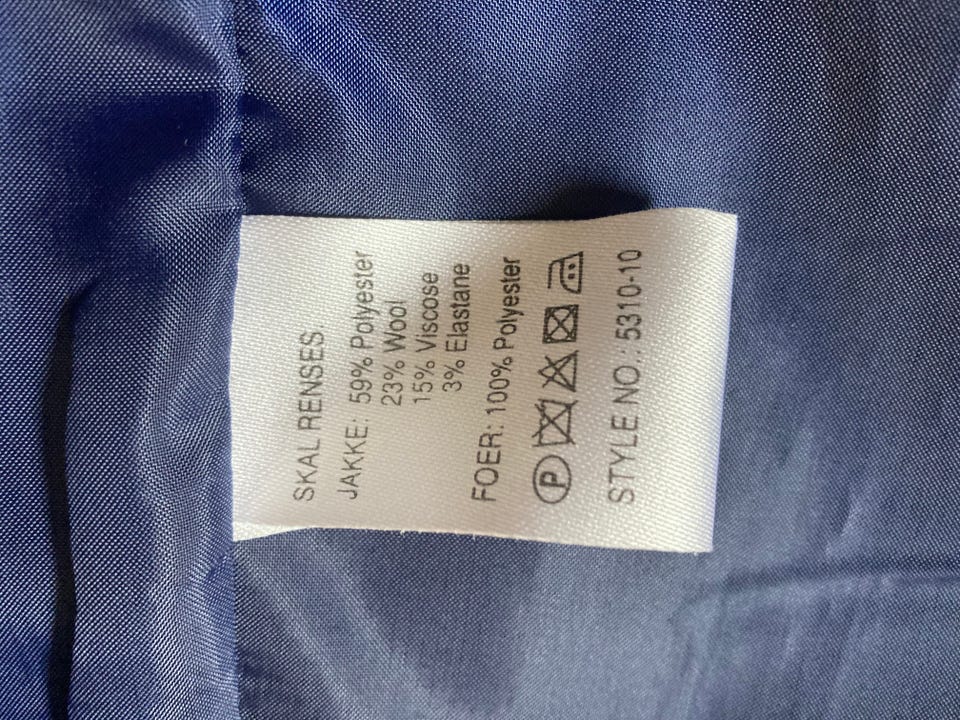 SKAL RENSES
JAKKE: 59% Polyester
23% Wool
15% Viscose
3% Elastane
FOER: 100% Polyester
P
STYLE NO.: 5310-10